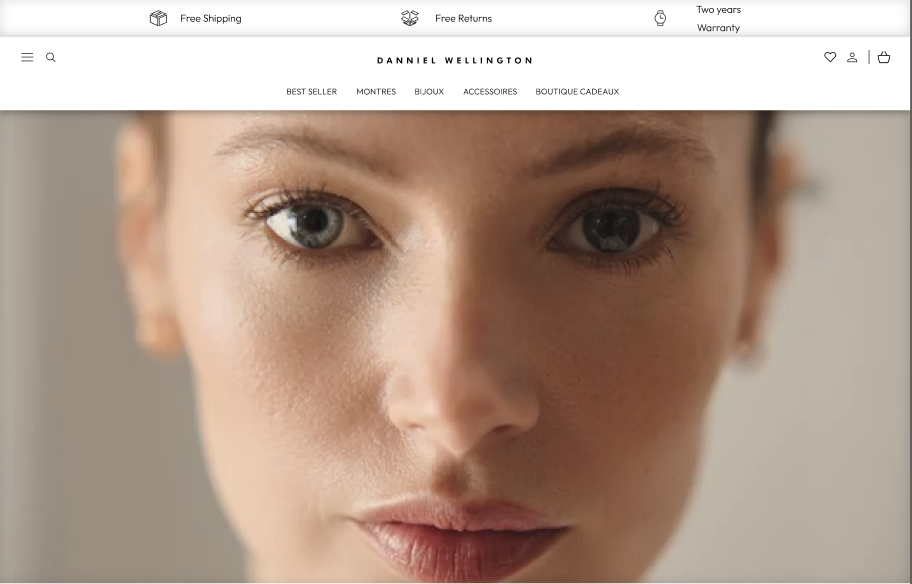 Free Shipping
Free Returns
Two years
Warranty
DANNIEL WELLINGTON
BEST SELLER MONTRES BIJOUX ACCESSOIRES BOUTIQUE CADEAUX